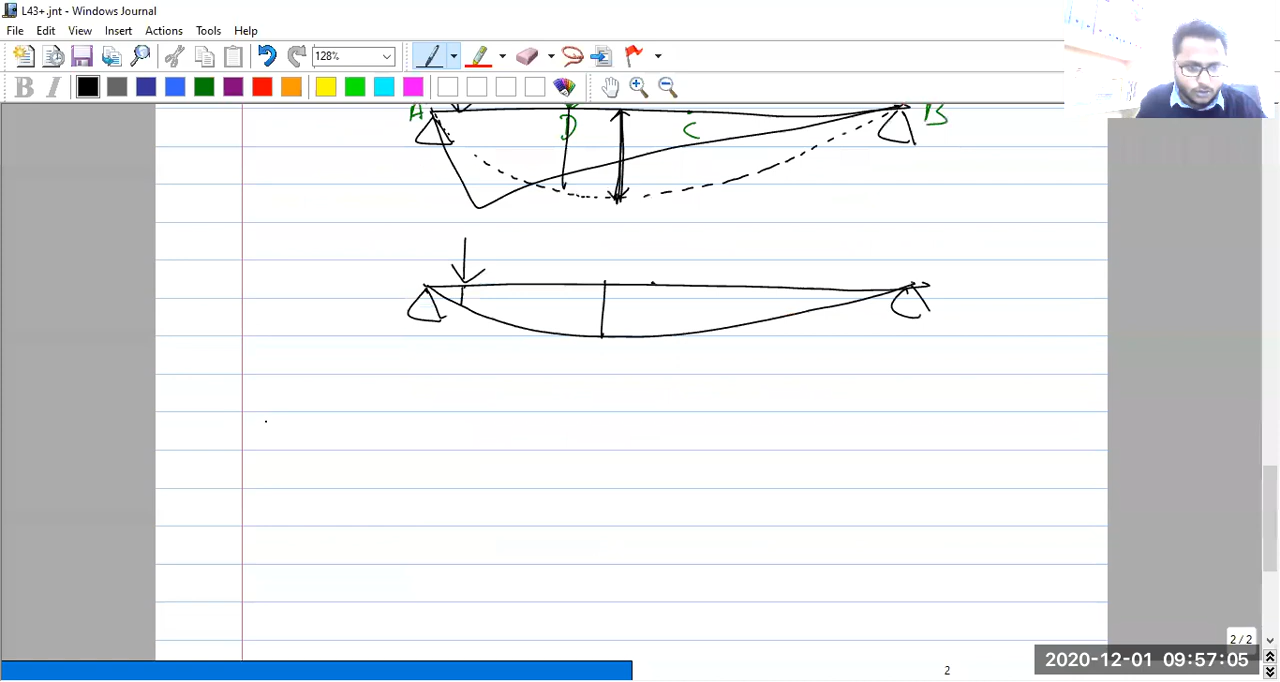 L43+.jnt - Windows Journal
File Edit View Insert Actions Tools Help
128%
B I
A D C B
2 / 2
2
2020-12-01 09:57:05